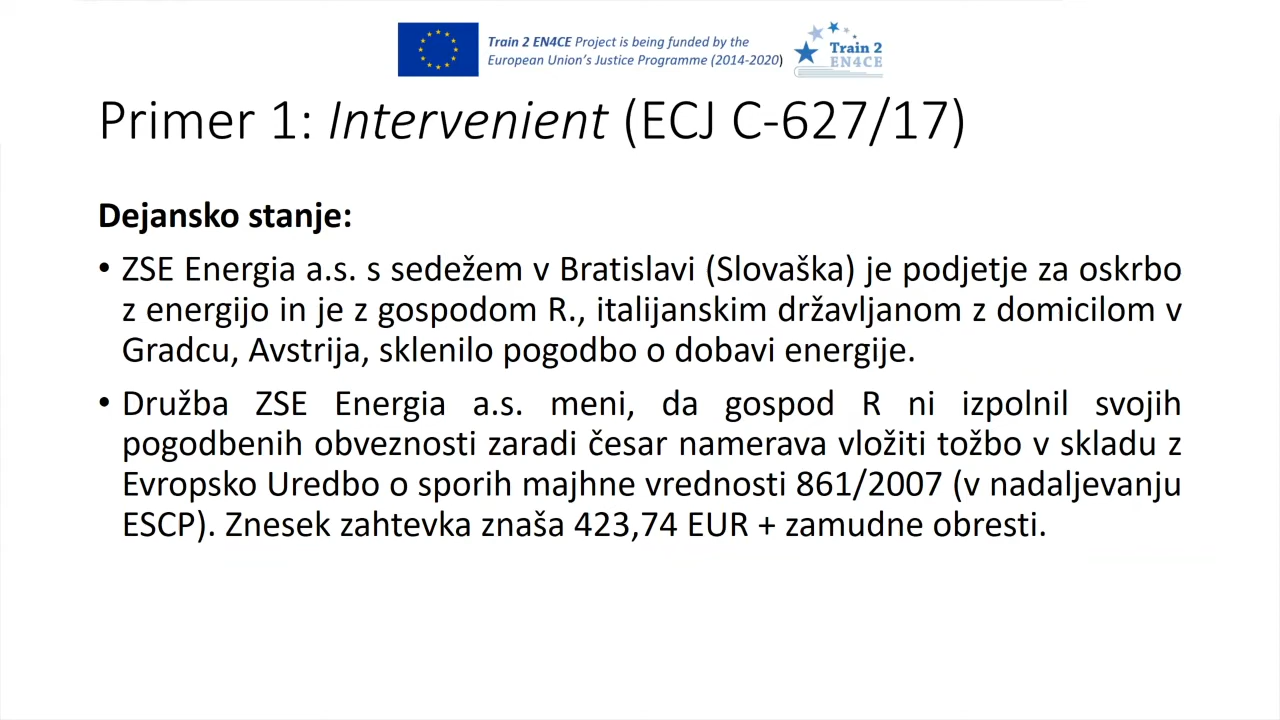 Train 2 EN4CE Project is being funded by the
European Union's Justice Programme (2014-2020)
Train 2
EN4CE
Primer 1: Intervenient (ECJ C-627/17)
Dejansko stanje:
• ZSE Energia a.s. s sedežem v Bratislavi (Slovaška) je podjetje za oskrbo
z energijo in je z gospodom R., italijanskim državljanom z domicilom v
Gradcu, Avstrija, sklenilo pogodbo o dobavi energije.
• Družba ZSE Energia a.s. meni, da gospod R ni izpolnil svojih
pogodbenih obveznosti zaradi česar namerava vložiti tožbo v skladu z
Evropsko Uredbo o sporih majhne vrednosti 861/2007 (v nadaljevanju
ESCP). Znesek zahtevka znaša 423,74 EUR + zamudne obresti.